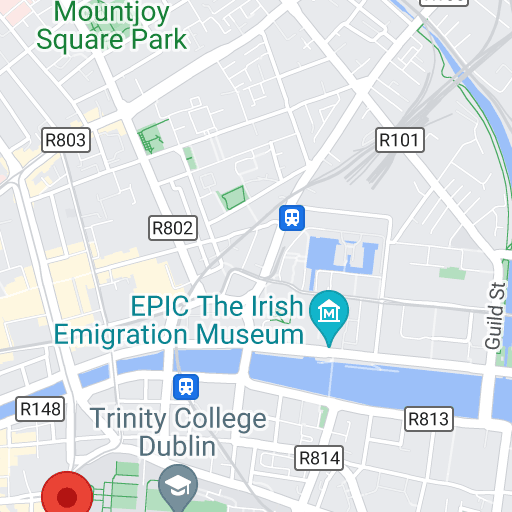 Mountjoy
Square Park
R803
R101
R802
EPIC The Irish
Emigration Museum
Guild St
R148
Trinity College
Dublin
R813
R814